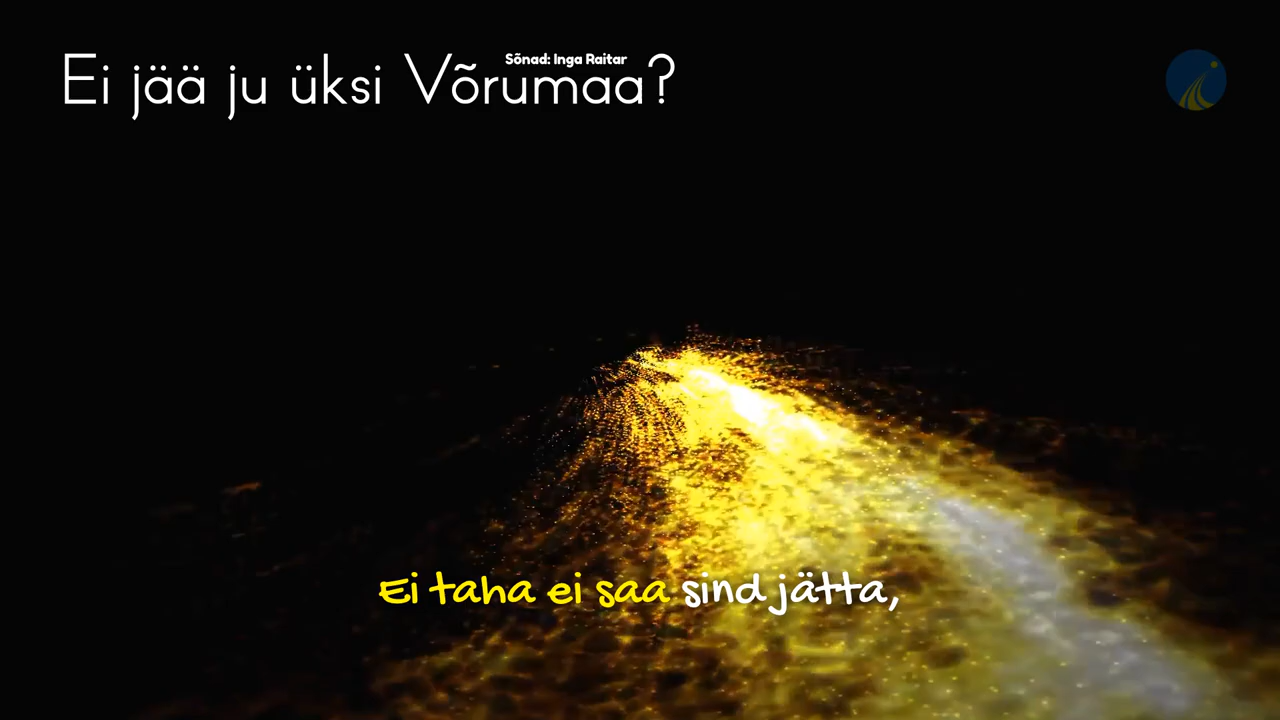 Sõnad: Inga Raitar
Ei jää ju üksi Võrumaa?
Ei taha ei saa sind jätta,